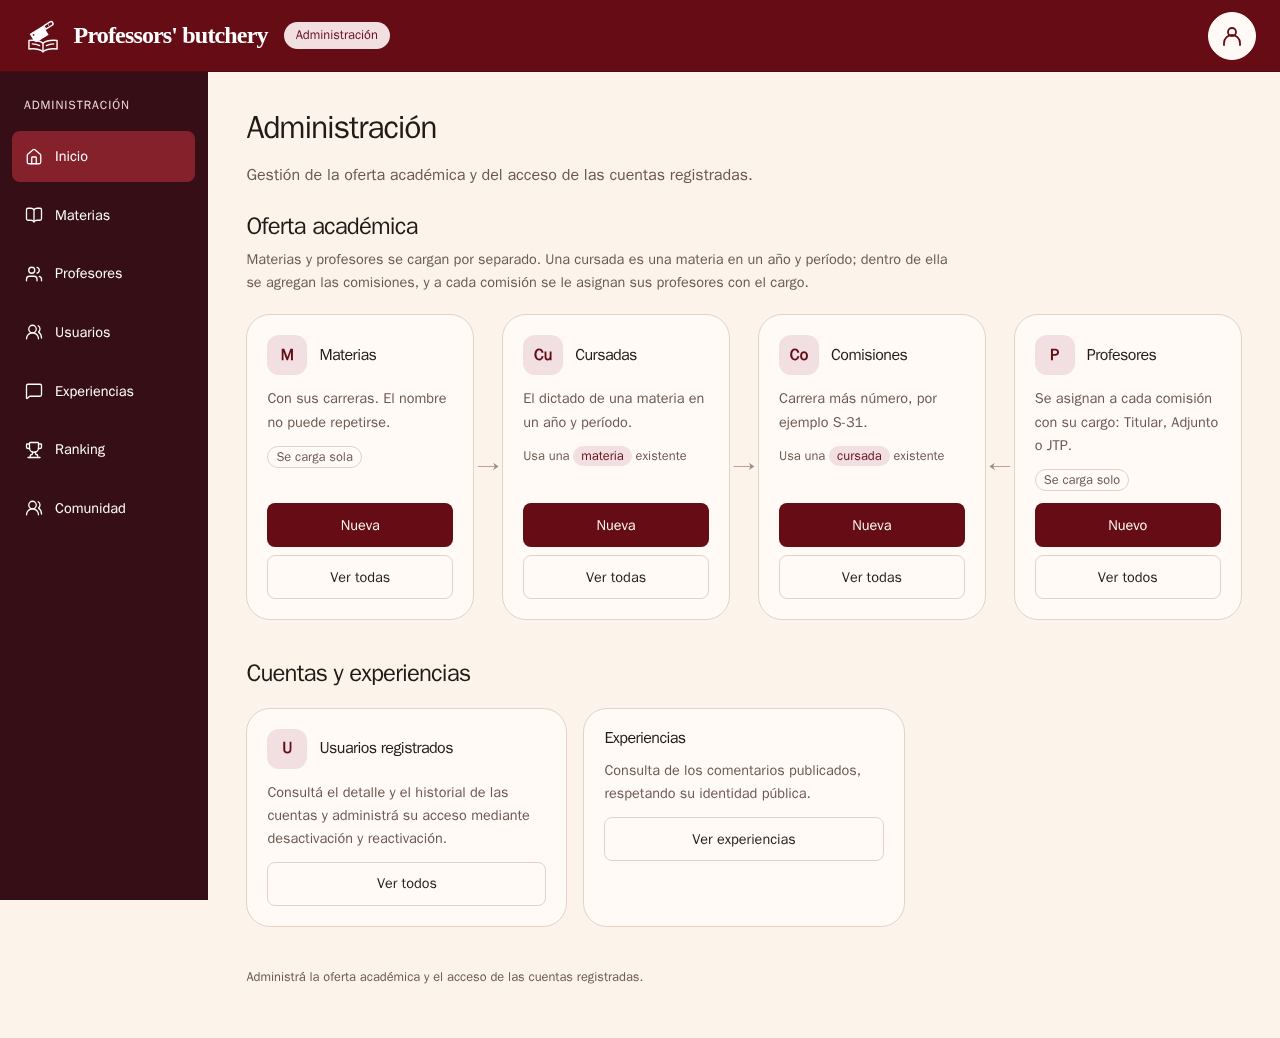 Professors' butchery
Administración
ADMINISTRACIÓN
Inicio
Materias
Profesores
Usuarios
Experiencias
Ranking
Comunidad
Administración
Gestión de la oferta académica y del acceso de las cuentas registradas.
Oferta académica
Materias y profesores se cargan por separado. Una cursada es una materia en un año y período; dentro de ella
se agregan las comisiones, y a cada comisión se le asignan sus profesores con el cargo.
M Materias
Con sus carreras. El nombre
no puede repetirse.
Se carga sola
Nueva
Ver todas
→
Cu Cursadas
El dictado de una materia en
un año y período.
Usa una materia existente
Nueva
Ver todas
→
Co Comisiones
Carrera más número, por
ejemplo S-31.
Usa una cursada existente
Nueva
Ver todas
←
P Profesores
Se asignan a cada comisión
con su cargo: Titular, Adjunto
o JTP.
Se carga solo
Nuevo
Ver todos
Cuentas y experiencias
U Usuarios registrados
Consultá el detalle y el historial de las
cuentas y administrá su acceso mediante
desactivación y reactivación.
Ver todos
Experiencias
Consulta de los comentarios publicados,
respetando su identidad pública.
Ver experiencias
Administrá la oferta académica y el acceso de las cuentas registradas.